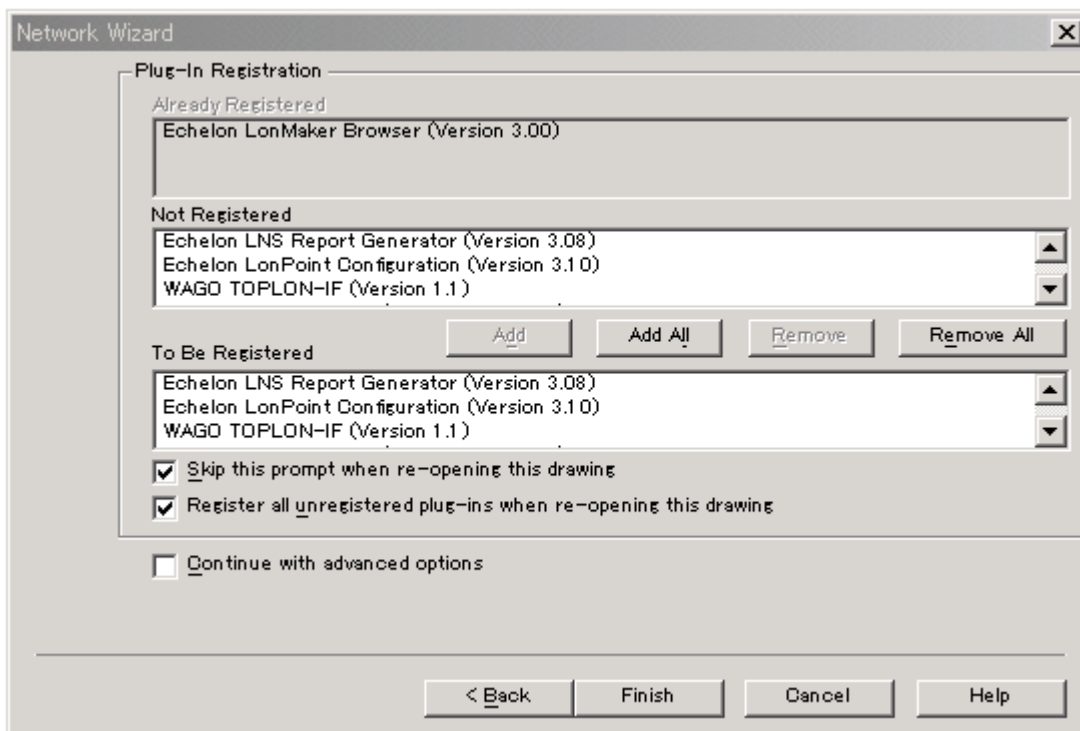 Network Wizard
Plug-In Registration
Already Registered
Echelon LonMaker Browser (Version 3.00)
Not Registered
Echelon LNS Report Generator (Version 3.08)
Echelon LonPoint Configuration (Version 3.10)
WAGO TOPLON-IF (Version 1.1)
Add
Add All
Remove
Remove All
To Be Registered
Echelon LNS Report Generator (Version 3.08)
Echelon LonPoint Configuration (Version 3.10)
WAGO TOPLON-IF (Version 1.1)
Skip this prompt when re-opening this drawing
Register all unregistered plug-ins when re-opening this drawing
Continue with advanced options
< Back
Finish
Cancel
Help